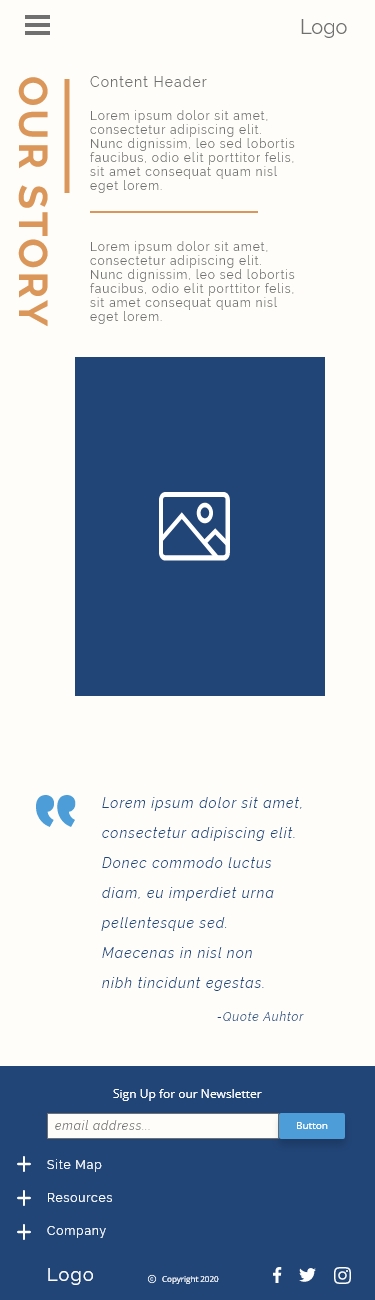 Logo
OUR STORY
Content Header
Lorem ipsum dolor sit amet,
consectetur adipiscing elit.
Nunc dignissim, leo sed lobortis
faucibus, odio elit porttitor felis,
sit amet consequat quam nisl
eget lorem.
Lorem ipsum dolor sit amet,
consectetur adipiscing elit.
Nunc dignissim, leo sed lobortis
faucibus, odio elit porttitor felis,
sit amet consequat quam nisl
eget lorem.
Lorem ipsum dolor sit amet,
consectetur adipiscing elit.
Donec commodo luctus
diam, eu imperdiet urna
pellentesque sed.
Maecenas in nisl non
nibh tincidunt egestas.
-Quote Auhtor
Sign Up for our Newsletter
email address...
Button
Site Map
Resources
Company
Logo
© Copyright 2020